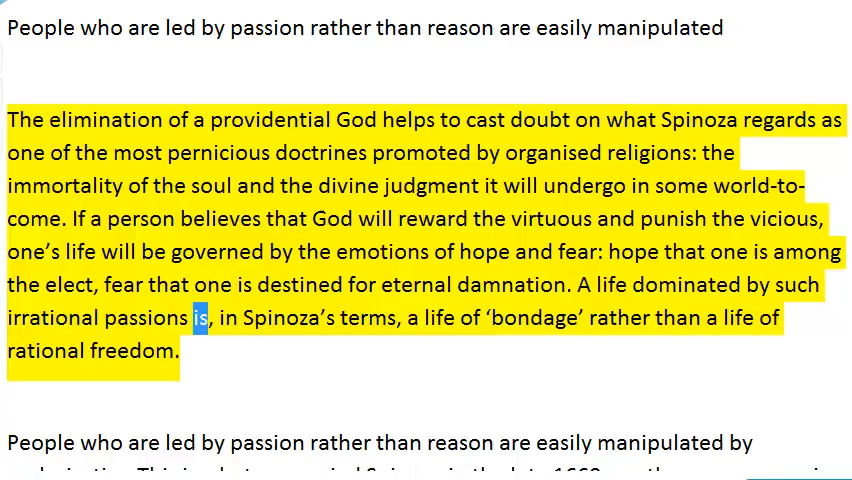 People who are led by passion rather than reason are easily manipulated
The elimination of a providential God helps to cast doubt on what Spinoza regards as
one of the most pernicious doctrines promoted by organised religions: the
immortality of the soul and the divine judgment it will undergo in some world-to-
come. If a person believes that God will reward the virtuous and punish the vicious,
one’s life will be governed by the emotions of hope and fear: hope that one is among
the elect, fear that one is destined for eternal damnation. A life dominated by such
irrational passions is, in Spinoza’s terms, a life of ‘bondage’ rather than a life of
rational freedom.
People who are led by passion rather than reason are easily manipulated by